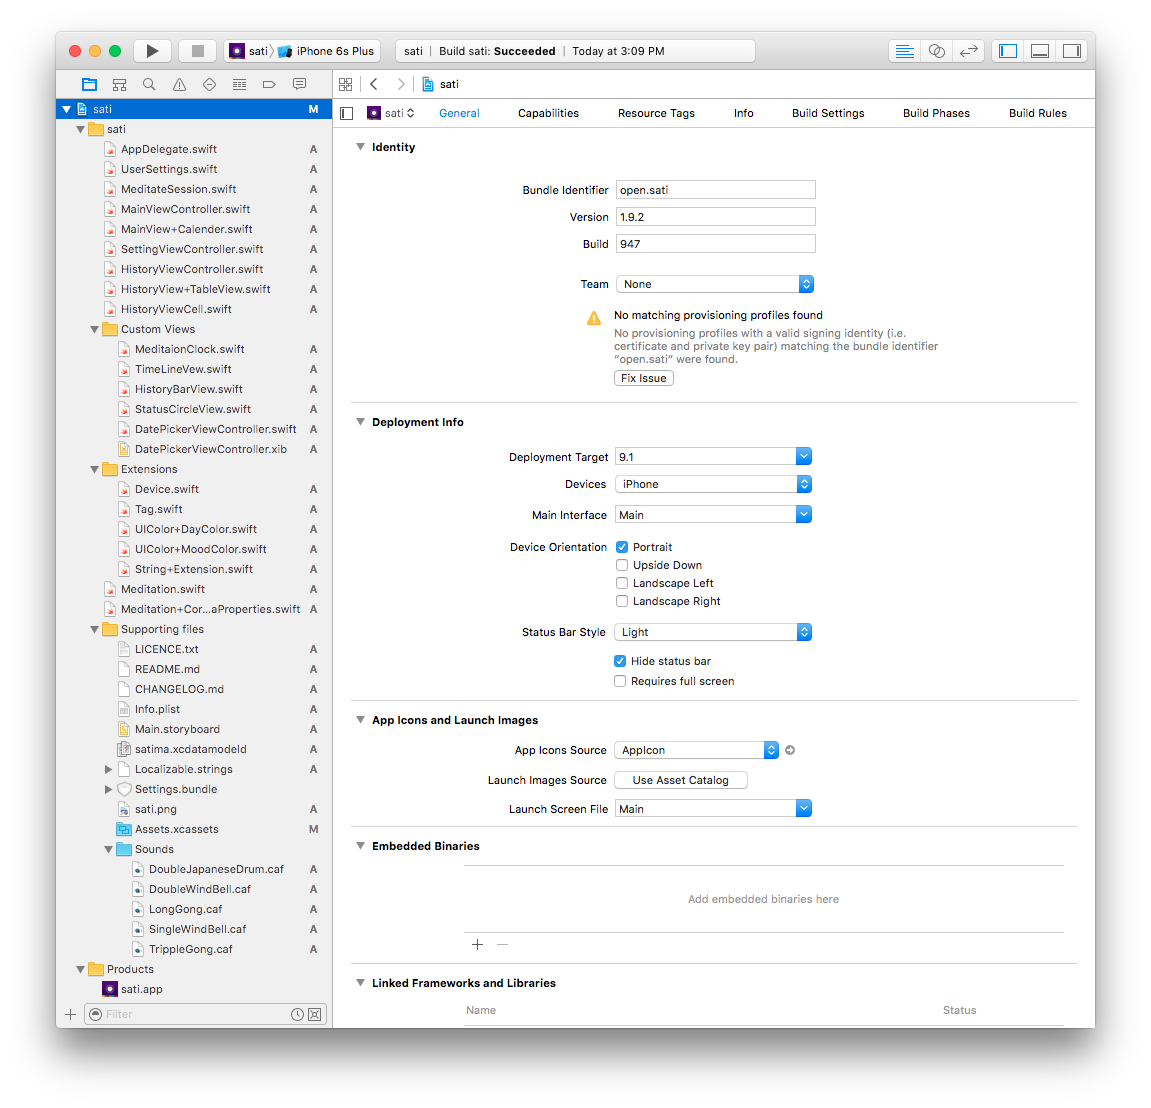 sati iPhone 6s Plus sati | Build sati: Succeeded | Today at 3:09 PM
sati
sati M
sati General Capabilities Resource Tags Info Build Settings Build Phases Build Rules
sati
AppDelegate.swift A
UserSettings.swift A
MeditateSession.swift A
MainViewController.swift A
MainView+Calender.swift A
SettingViewController.swift A
HistoryViewController.swift A
HistoryView+TableView.swift A
HistoryViewCell.swift A
Custom Views
MeditaionClock.swift A
TimeLineVew.swift A
HistoryBarView.swift A
StatusCircleView.swift A
DatePickerViewController.swift A
DatePickerViewController.xib A
Extensions
Device.swift A
Tag.swift A
UIColor+DayColor.swift A
UIColor+MoodColor.swift A
String+Extension.swift A
Meditation.swift A
Meditation+Cor...aProperties.swift A
Supporting files
LICENCE.txt A
README.md A
CHANGELOG.md A
Info.plist A
Main.storyboard A
satima.xcdatamodeld A
Localizable.strings A
Settings.bundle
sati.png A
Assets.xcassets M
Sounds
DoubleJapaneseDrum.caf A
DoubleWindBell.caf A
LongGong.caf A
SingleWindBell.caf A
TrippleGong.caf A
Products
sati.app
Filter
Identity
Bundle Identifier open.sati
Version 1.9.2
Build 947
Team None
No matching provisioning profiles found
No provisioning profiles with a valid signing identity (i.e.
certificate and private key pair) matching the bundle identifier
“open.sati” were found.
Fix Issue
Deployment Info
Deployment Target 9.1
Devices iPhone
Main Interface Main
Device Orientation Portrait
Upside Down
Landscape Left
Landscape Right
Status Bar Style Light
Hide status bar
Requires full screen
App Icons and Launch Images
App Icons Source AppIcon
Launch Images Source Use Asset Catalog
Launch Screen File Main
Embedded Binaries
Add embedded binaries here
Linked Frameworks and Libraries
Name Status